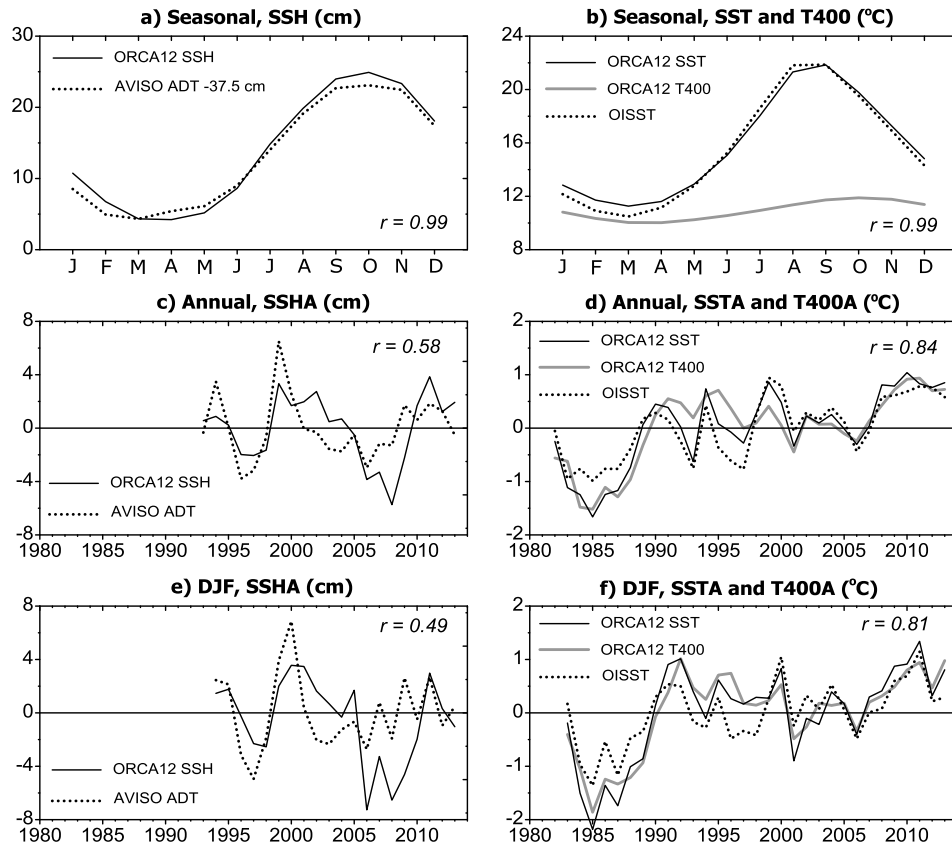 a) Seasonal, SSH (cm)
30
20
10
0
ORCA12 SSH
AVISO ADT -37.5 cm
r = 0.99
J F M A M J J A S O N D
b) Seasonal, SST and T400 (°C)
24
20
16
12
8
ORCA12 SST
ORCA12 T400
OISST
r = 0.99
J F M A M J J A S O N D
c) Annual, SSHA (cm)
8
4
0
-4
-8
r = 0.58
ORCA12 SSH
AVISO ADT
1980 1985 1990 1995 2000 2005 2010
d) Annual, SSTA and T400A (°C)
2
1
0
-1
-2
ORCA12 SST
ORCA12 T400
OISST
r = 0.84
1980 1985 1990 1995 2000 2005 2010
e) DJF, SSHA (cm)
8
4
0
-4
-8
r = 0.49
ORCA12 SSH
AVISO ADT
1980 1985 1990 1995 2000 2005 2010
f) DJF, SSTA and T400A (°C)
2
1
0
-1
-2
ORCA12 SST
ORCA12 T400
OISST
r = 0.81
1980 1985 1990 1995 2000 2005 2010